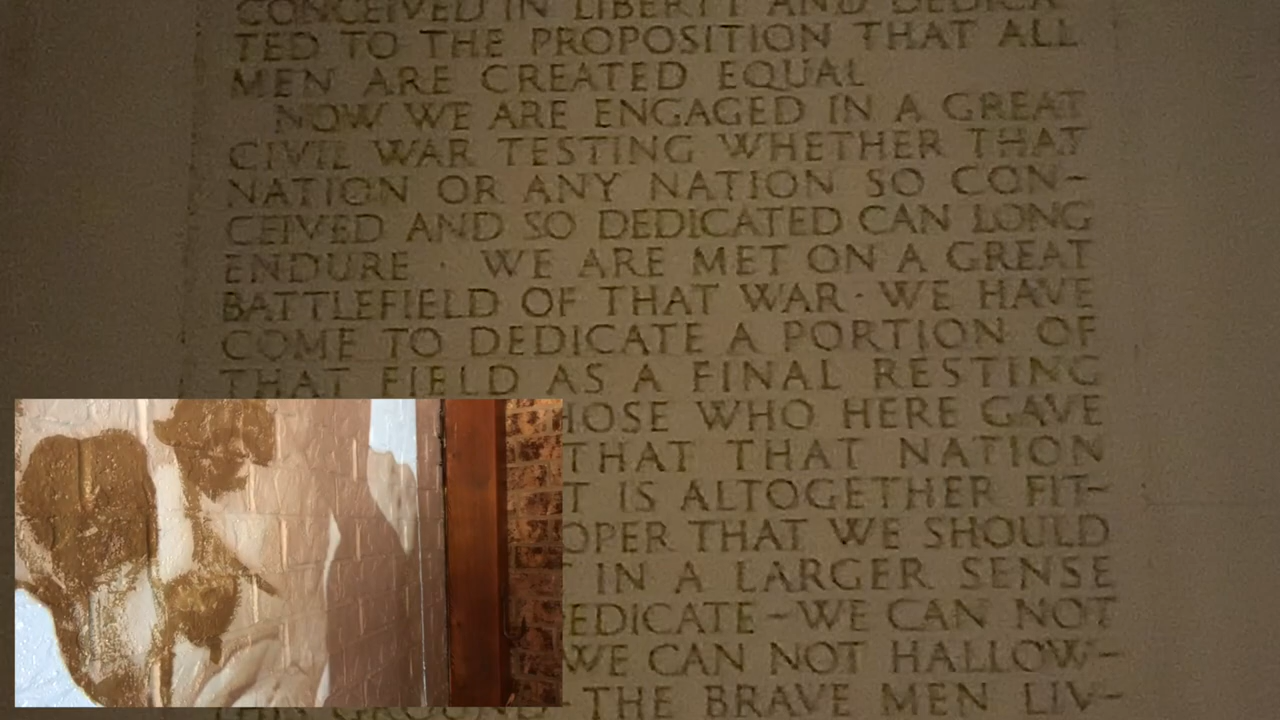 CONCEIVED IN LIBERTY AND DEDICA
TED TO THE PROPOSITION THAT ALL
MEN ARE CREATED EQUAL
NOW WE ARE ENGAGED IN A GREAT
CIVIL WAR TESTING WHETHER THAT
NATION OR ANY NATION SO CON-
CEIVED AND SO DEDICATED CAN LONG
ENDURE · WE ARE MET ON A GREAT
BATTLEFIELD OF THAT WAR · WE HAVE
COME TO DEDICATE A PORTION OF
THAT FIELD AS A FINAL RESTING
HOSE WHO HERE GAVE
THAT THAT NATION
T IS ALTOGETHER FIT-
OPER THAT WE SHOULD
IN A LARGER SENSE
EDICATE - WE CAN NOT
WE CAN NOT HALLOW-
THIS GROUND - THE BRAVE MEN LIV-